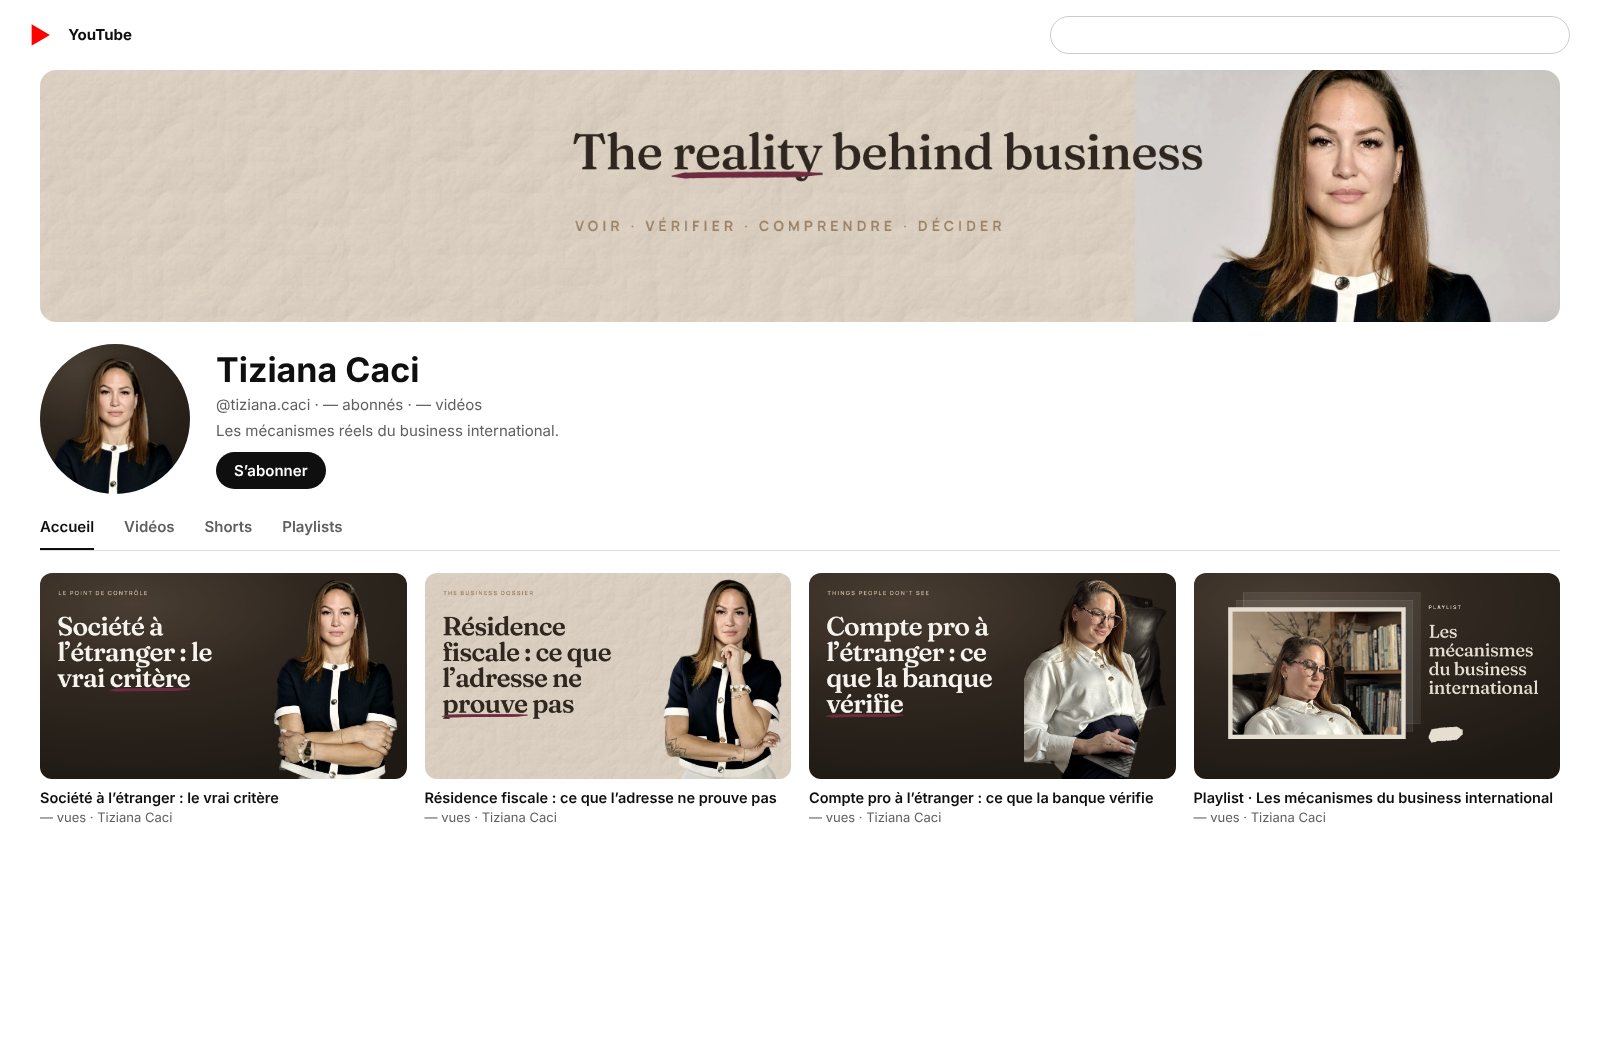 YouTube
The reality behind business
VOIR · VÉRIFIER · COMPRENDRE · DÉCIDER
Tiziana Caci
@tiziana.caci · — abonnés · — vidéos
Les mécanismes réels du business international.
S’abonner
Accueil
Vidéos
Shorts
Playlists
LE POINT DE CONTRÔLE
Société à
l’étranger : le
vrai critère
Société à l’étranger : le vrai critère
— vues · Tiziana Caci
THE BUSINESS DOSSIER
Résidence
fiscale : ce que
l’adresse ne
prouve pas
Résidence fiscale : ce que l’adresse ne prouve pas
— vues · Tiziana Caci
THINGS PEOPLE DON’T SEE
Compte pro à
l’étranger : ce
que la banque
vérifie
Compte pro à l’étranger : ce que la banque vérifie
— vues · Tiziana Caci
PLAYLIST
Les
mécanismes
du business
international
Playlist · Les mécanismes du business international
— vues · Tiziana Caci